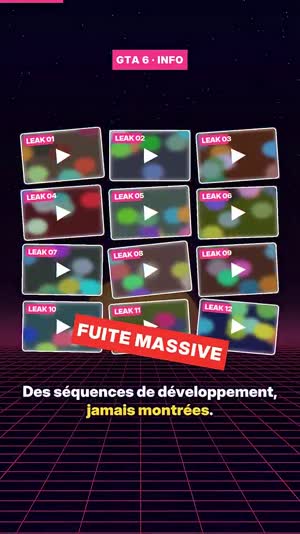 GTA 6 · INFO
LEAK 01
LEAK 02
LEAK 03
LEAK 04
LEAK 05
LEAK 06
LEAK 07
LEAK 08
LEAK 09
LEAK 10
LEAK 11
LEAK 12
FUITE MASSIVE
Des séquences de développement,
jamais montrées.